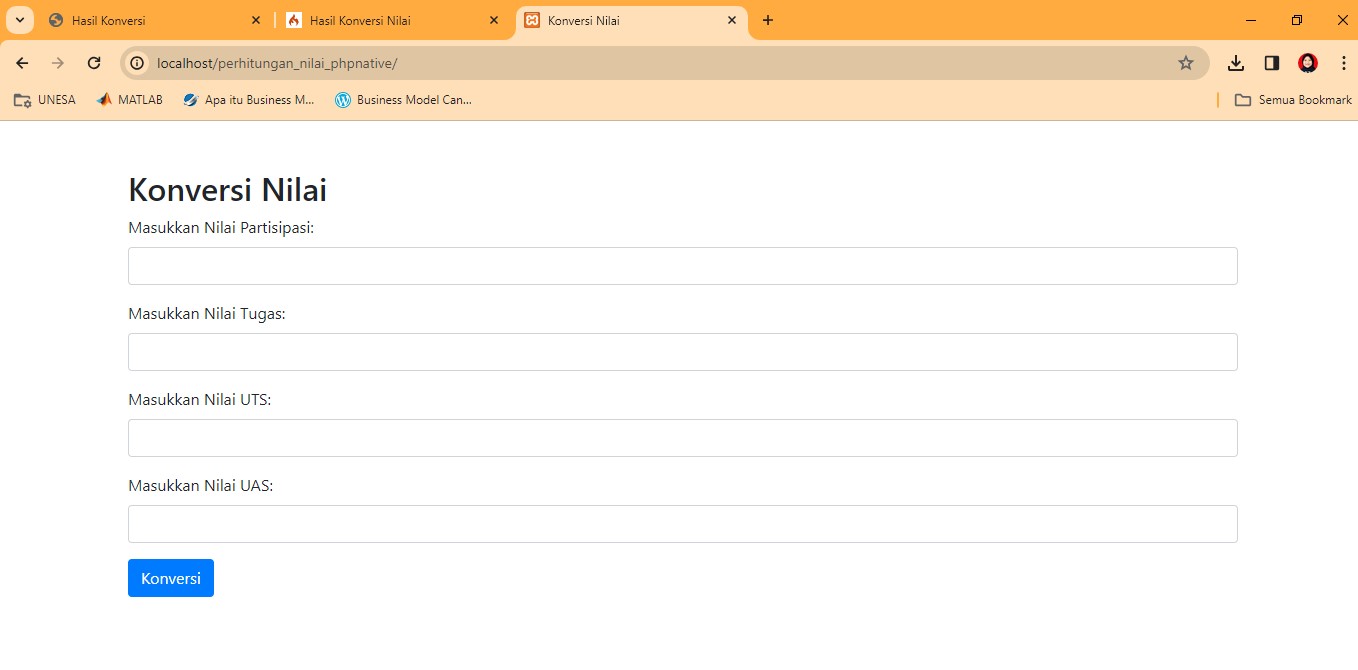 Hasil Konversi
Hasil Konversi Nilai
Konversi Nilai
localhost/perhitungan_nilai_phpnative/
UNESA
MATLAB
Apa itu Business M...
Business Model Can...
Semua Bookmark
Konversi Nilai
Masukkan Nilai Partisipasi:
Masukkan Nilai Tugas:
Masukkan Nilai UTS:
Masukkan Nilai UAS:
Konversi